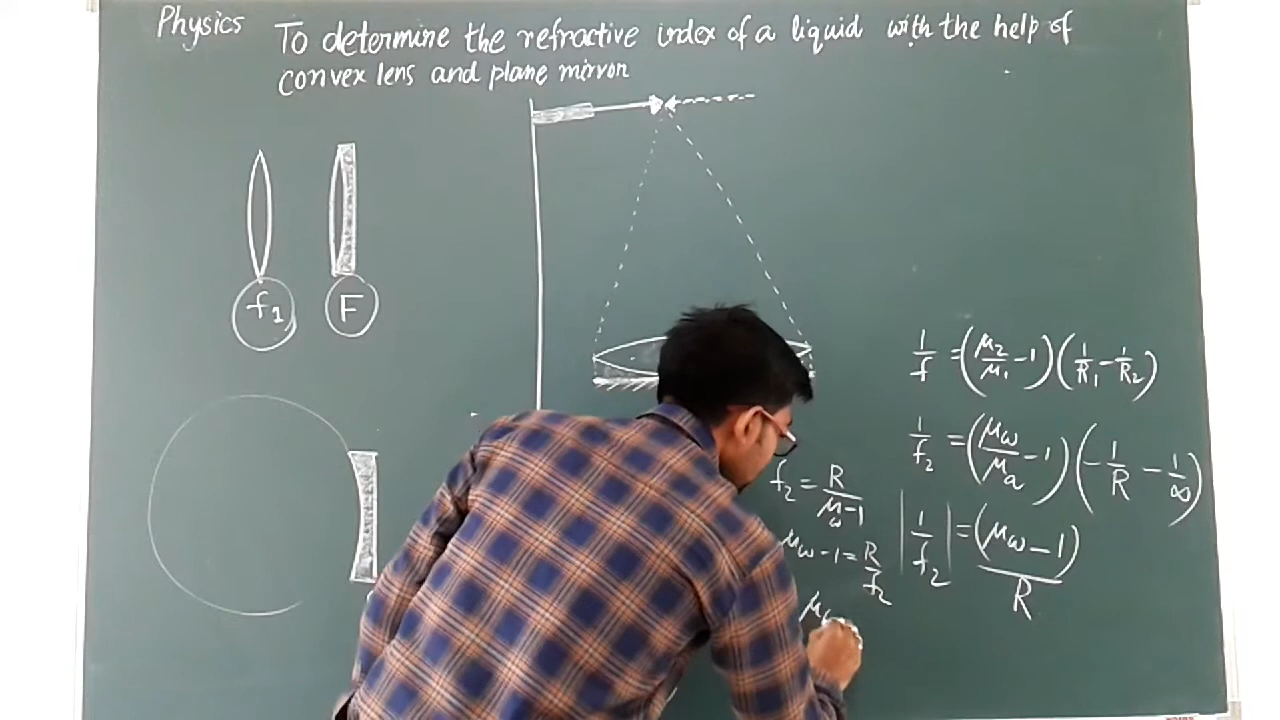 Physics
To determine the refractive index of a liquid with the help of
convex lens and plane mirror
f₁
F
1/f = (μ₂/μ₁ - 1)(1/R₁ - 1/R₂)
1/f₂ = (μω/μa - 1)(-1/R - 1/∞)
|1/f₂| = (μω - 1)/R
f₂ = R/(μω - 1)
μω - 1 = R/f₂